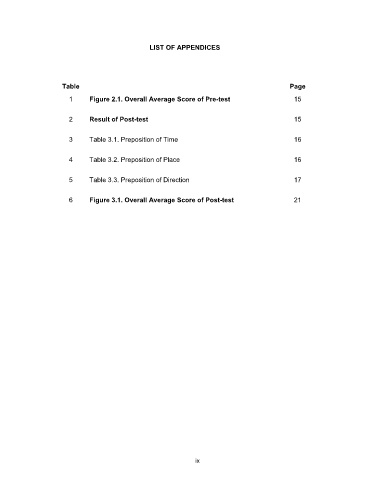 LIST OF APPENDICES
Table Page
1 Figure 2.1. Overall Average Score of Pre-test 15
2 Result of Post-test 15
3 Table 3.1. Preposition of Time 16
4 Table 3.2. Preposition of Place 16
5 Table 3.3. Preposition of Direction 17
6 Figure 3.1. Overall Average Score of Post-test 21
ix